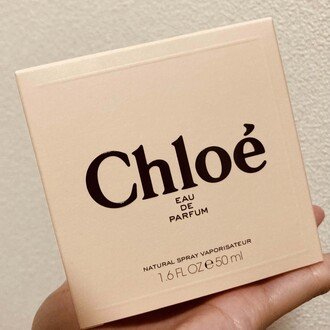 Chloé
EAU
DE
PARFUM
NATURAL SPRAY VAPORISATEUR
1.6 FL OZ ℮ 50 ml